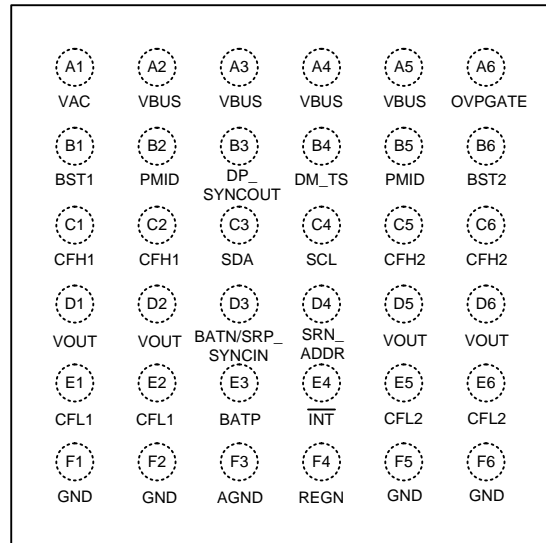 A1 A2 A3 A4 A5 A6
VAC VBUS VBUS VBUS VBUS OVPGATE
B1 B2 B3 B4 B5 B6
BST1 PMID DP_ DM_TS PMID BST2
SYNCOUT
C1 C2 C3 C4 C5 C6
CFH1 CFH1 SDA SCL CFH2 CFH2
D1 D2 D3 D4 D5 D6
VOUT VOUT BATN/SRP_ SRN_ VOUT VOUT
SYNCIN ADDR
E1 E2 E3 E4 E5 E6
CFL1 CFL1 BATP INT CFL2 CFL2
F1 F2 F3 F4 F5 F6
GND GND AGND REGN GND GND